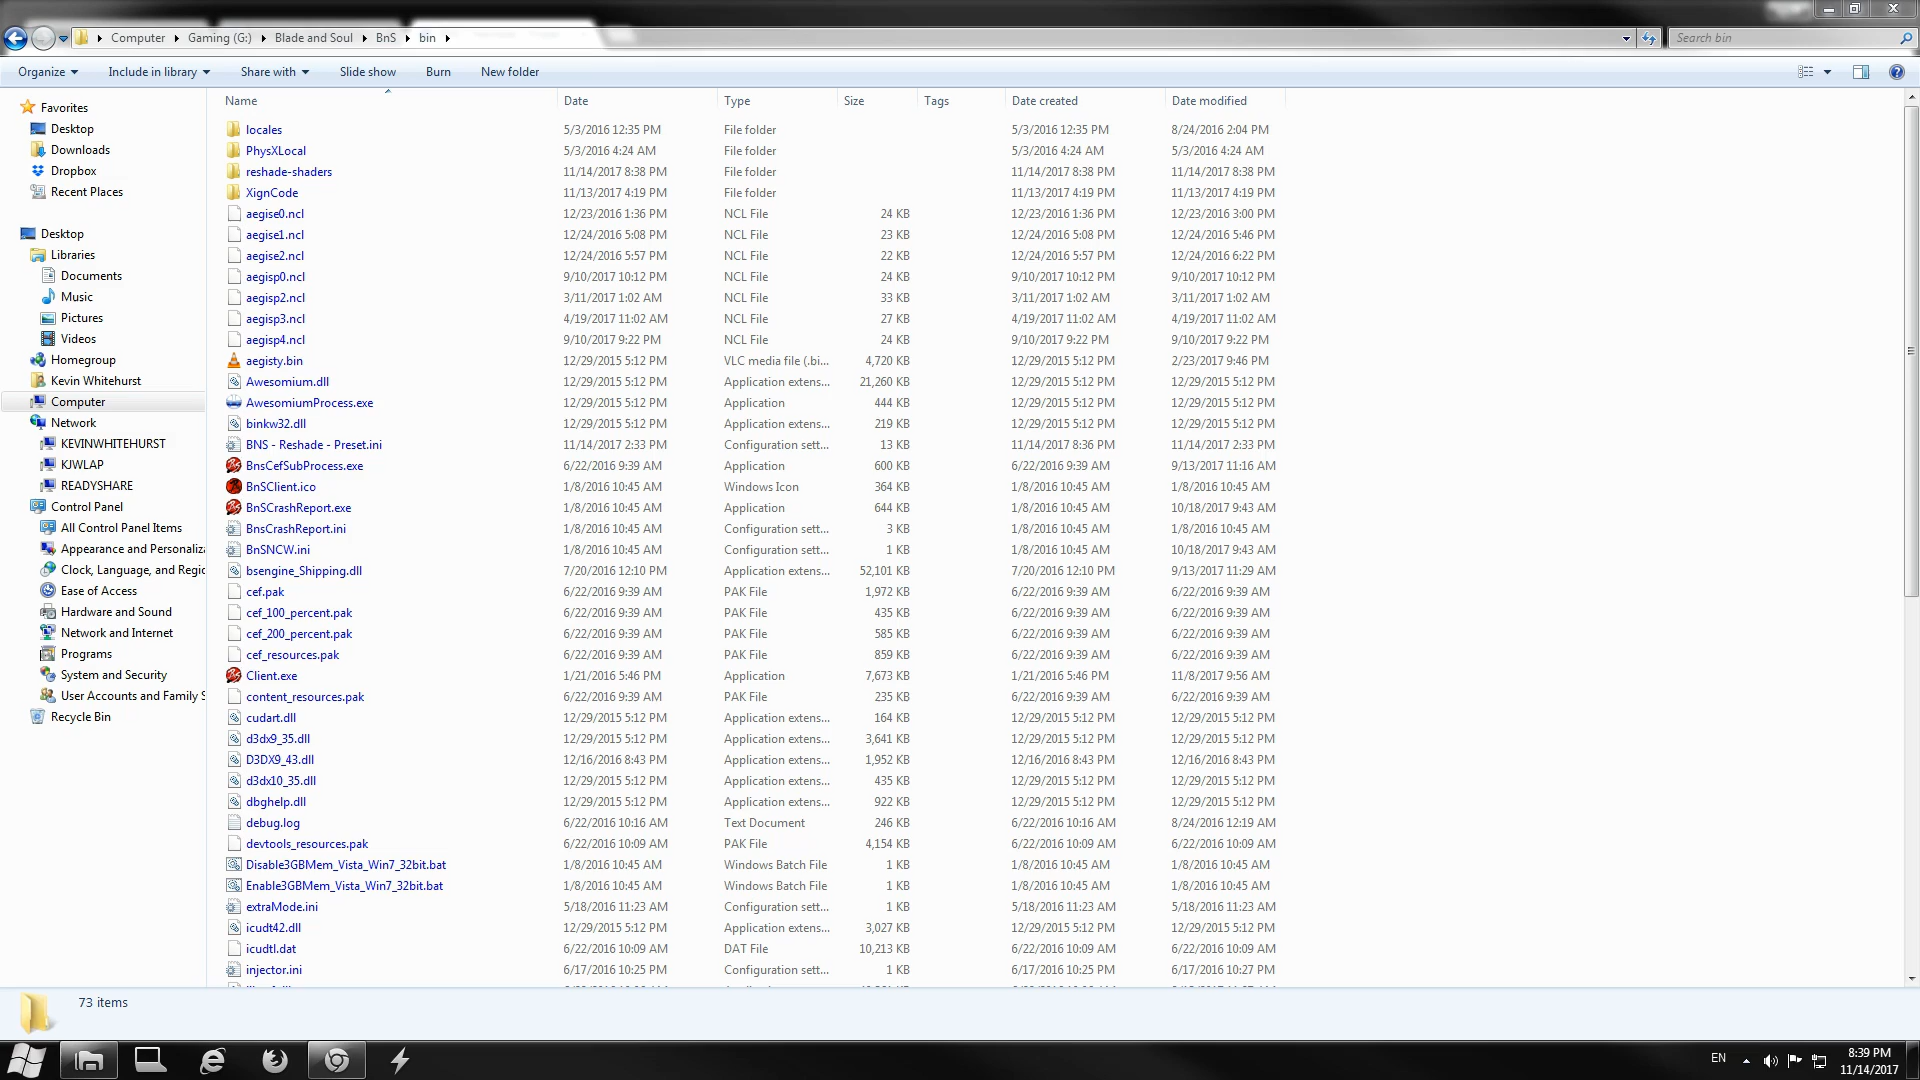 Computer Gaming (G:) Blade and Soul BnS bin Search bin
Organize Include in library Share with Slide show Burn New folder
Favorites
Desktop
Downloads
Dropbox
Recent Places
Desktop
Libraries
Documents
Music
Pictures
Videos
Homegroup
Kevin Whitehurst
Computer
Network
KEVINWHITEHURST
KJWLAP
READYSHARE
Control Panel
All Control Panel Items
Appearance and Personaliz
Clock, Language, and Regio
Ease of Access
Hardware and Sound
Network and Internet
Programs
System and Security
User Accounts and Family S
Recycle Bin
Name Date Type Size Tags Date created Date modified
locales 5/3/2016 12:35 PM File folder 5/3/2016 12:35 PM 8/24/2016 2:04 PM
PhysXLocal 5/3/2016 4:24 AM File folder 5/3/2016 4:24 AM 5/3/2016 4:24 AM
reshade-shaders 11/14/2017 8:38 PM File folder 11/14/2017 8:38 PM 11/14/2017 8:38 PM
XignCode 11/13/2017 4:19 PM File folder 11/13/2017 4:19 PM 11/13/2017 4:19 PM
aegise0.ncl 12/23/2016 1:36 PM NCL File 24 KB 12/23/2016 1:36 PM 12/23/2016 3:00 PM
aegise1.ncl 12/24/2016 5:08 PM NCL File 23 KB 12/24/2016 5:08 PM 12/24/2016 5:46 PM
aegise2.ncl 12/24/2016 5:57 PM NCL File 22 KB 12/24/2016 5:57 PM 12/24/2016 6:22 PM
aegisp0.ncl 9/10/2017 10:12 PM NCL File 24 KB 9/10/2017 10:12 PM 9/10/2017 10:12 PM
aegisp2.ncl 3/11/2017 1:02 AM NCL File 33 KB 3/11/2017 1:02 AM 3/11/2017 1:02 AM
aegisp3.ncl 4/19/2017 11:02 AM NCL File 27 KB 4/19/2017 11:02 AM 4/19/2017 11:02 AM
aegisp4.ncl 9/10/2017 9:22 PM NCL File 24 KB 9/10/2017 9:22 PM 9/10/2017 9:22 PM
aegisty.bin 12/29/2015 5:12 PM VLC media file (.bi... 4,720 KB 12/29/2015 5:12 PM 2/23/2017 9:46 PM
Awesomium.dll 12/29/2015 5:12 PM Application extens... 21,260 KB 12/29/2015 5:12 PM 12/29/2015 5:12 PM
AwesomiumProcess.exe 12/29/2015 5:12 PM Application 444 KB 12/29/2015 5:12 PM 12/29/2015 5:12 PM
binkw32.dll 12/29/2015 5:12 PM Application extens... 219 KB 12/29/2015 5:12 PM 12/29/2015 5:12 PM
BNS - Reshade - Preset.ini 11/14/2017 2:33 PM Configuration sett... 13 KB 11/14/2017 8:36 PM 11/14/2017 2:33 PM
BnsCefSubProcess.exe 6/22/2016 9:39 AM Application 600 KB 6/22/2016 9:39 AM 9/13/2017 11:16 AM
BnSClient.ico 1/8/2016 10:45 AM Windows Icon 364 KB 1/8/2016 10:45 AM 1/8/2016 10:45 AM
BnSCrashReport.exe 1/8/2016 10:45 AM Application 644 KB 1/8/2016 10:45 AM 10/18/2017 9:43 AM
BnsCrashReport.ini 1/8/2016 10:45 AM Configuration sett... 3 KB 1/8/2016 10:45 AM 1/8/2016 10:45 AM
BnSNCW.ini 1/8/2016 10:45 AM Configuration sett... 1 KB 1/8/2016 10:45 AM 10/18/2017 9:43 AM
bsengine_Shipping.dll 7/20/2016 12:10 PM Application extens... 52,101 KB 7/20/2016 12:10 PM 9/13/2017 11:29 AM
cef.pak 6/22/2016 9:39 AM PAK File 1,972 KB 6/22/2016 9:39 AM 6/22/2016 9:39 AM
cef_100_percent.pak 6/22/2016 9:39 AM PAK File 435 KB 6/22/2016 9:39 AM 6/22/2016 9:39 AM
cef_200_percent.pak 6/22/2016 9:39 AM PAK File 585 KB 6/22/2016 9:39 AM 6/22/2016 9:39 AM
cef_resources.pak 6/22/2016 9:39 AM PAK File 859 KB 6/22/2016 9:39 AM 6/22/2016 9:39 AM
Client.exe 1/21/2016 5:46 PM Application 7,673 KB 1/21/2016 5:46 PM 11/8/2017 9:56 AM
content_resources.pak 6/22/2016 9:39 AM PAK File 235 KB 6/22/2016 9:39 AM 6/22/2016 9:39 AM
cudart.dll 12/29/2015 5:12 PM Application extens... 164 KB 12/29/2015 5:12 PM 12/29/2015 5:12 PM
d3dx9_35.dll 12/29/2015 5:12 PM Application extens... 3,641 KB 12/29/2015 5:12 PM 12/29/2015 5:12 PM
D3DX9_43.dll 12/16/2016 8:43 PM Application extens... 1,952 KB 12/16/2016 8:43 PM 12/16/2016 8:43 PM
d3dx10_35.dll 12/29/2015 5:12 PM Application extens... 435 KB 12/29/2015 5:12 PM 12/29/2015 5:12 PM
dbghelp.dll 12/29/2015 5:12 PM Application extens... 922 KB 12/29/2015 5:12 PM 12/29/2015 5:12 PM
debug.log 6/22/2016 10:16 AM Text Document 246 KB 6/22/2016 10:16 AM 8/24/2016 12:19 AM
devtools_resources.pak 6/22/2016 10:09 AM PAK File 4,154 KB 6/22/2016 10:09 AM 6/22/2016 10:09 AM
Disable3GBMem_Vista_Win7_32bit.bat 1/8/2016 10:45 AM Windows Batch File 1 KB 1/8/2016 10:45 AM 1/8/2016 10:45 AM
Enable3GBMem_Vista_Win7_32bit.bat 1/8/2016 10:45 AM Windows Batch File 1 KB 1/8/2016 10:45 AM 1/8/2016 10:45 AM
extraMode.ini 5/18/2016 11:23 AM Configuration sett... 1 KB 5/18/2016 11:23 AM 5/18/2016 11:23 AM
icudt42.dll 12/29/2015 5:12 PM Application extens... 3,027 KB 12/29/2015 5:12 PM 12/29/2015 5:12 PM
icudtl.dat 6/22/2016 10:09 AM DAT File 10,213 KB 6/22/2016 10:09 AM 6/22/2016 10:09 AM
injector.ini 6/17/2016 10:25 PM Configuration sett... 1 KB 6/17/2016 10:25 PM 6/17/2016 10:27 PM
73 items
EN
8:39 PM
11/14/2017